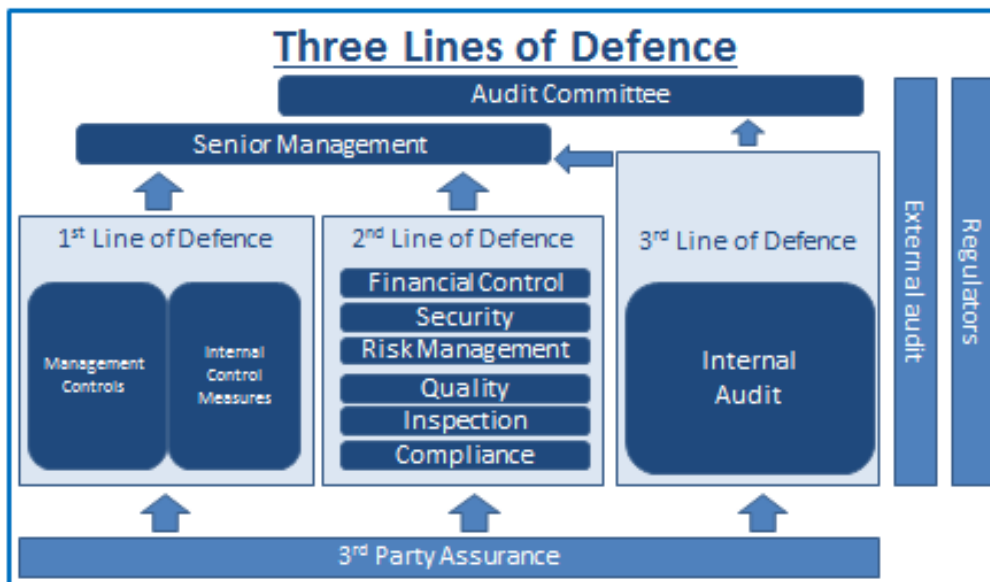 Three Lines of Defence
Audit Committee
Senior Management
1st Line of Defence
Management
Controls
Internal
Control
Measures
2nd Line of Defence
Financial Control
Security
Risk Management
Quality
Inspection
Compliance
3rd Line of Defence
Internal
Audit
External audit
Regulators
3rd Party Assurance